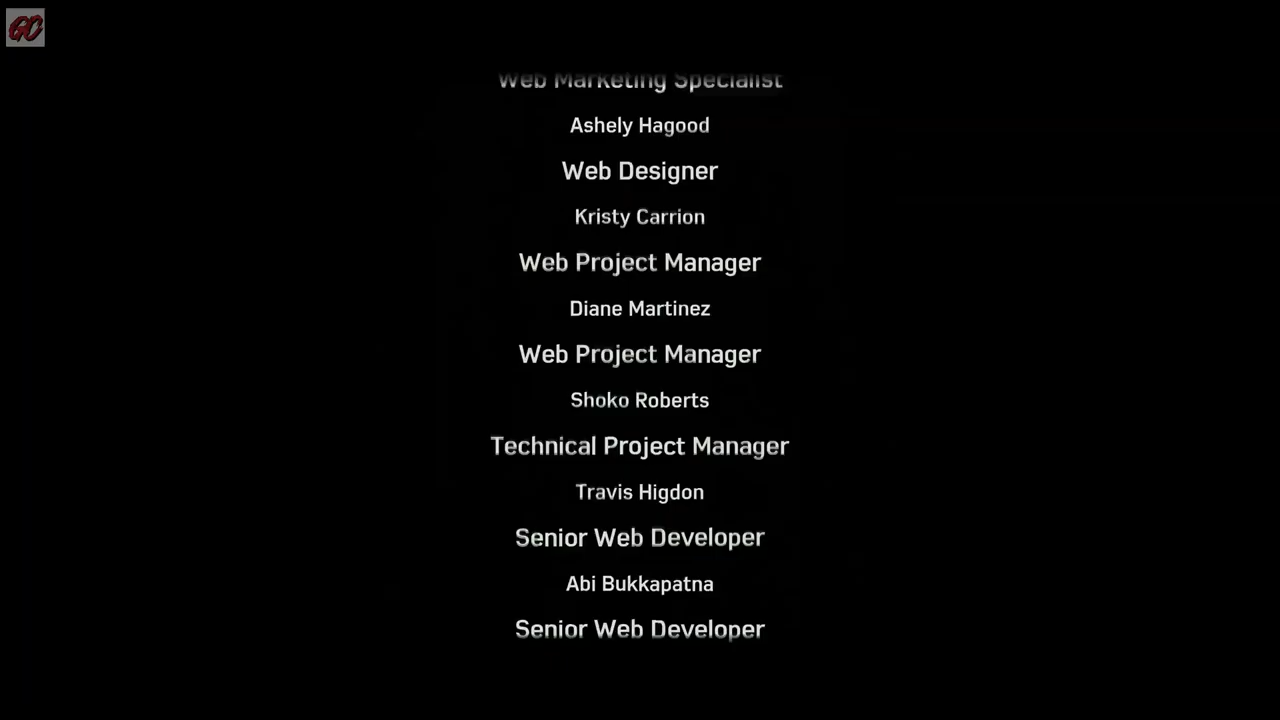 GC
Web Marketing Specialist
Ashely Hagood
Web Designer
Kristy Carrion
Web Project Manager
Diane Martinez
Web Project Manager
Shoko Roberts
Technical Project Manager
Travis Higdon
Senior Web Developer
Abi Bukkapatna
Senior Web Developer